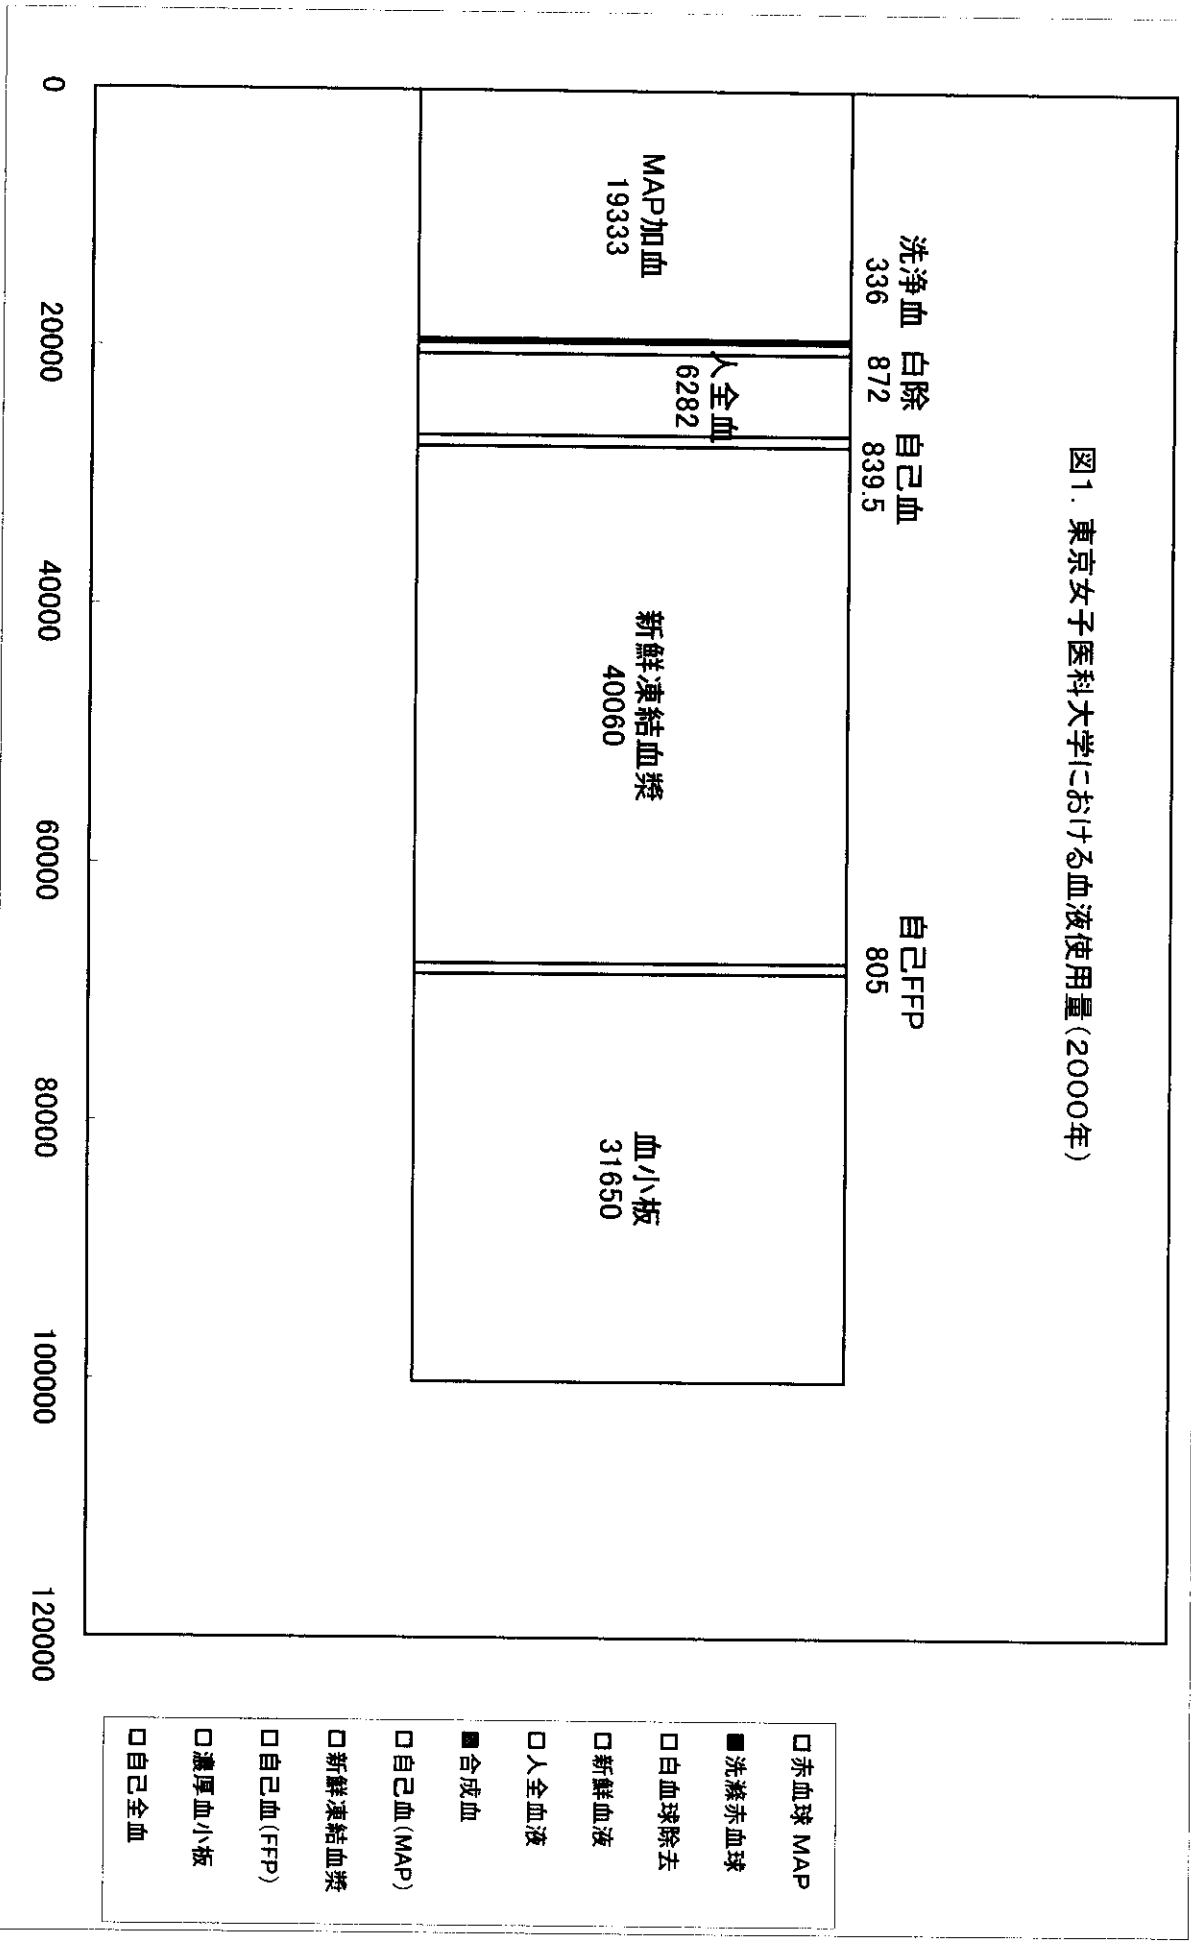 図1. 東京女子医科大学における血液使用量(2000年)
洗浄血
336
白除
872
自己血
839.5
自己FFP
805
MAP加血
19333
人全血
6282
新鮮凍結血漿
40060
血小板
31650
0
20000
40000
60000
80000
100000
120000
□赤血球 MAP
■洗滌赤血球
□白血球除去
□新鮮血液
□人全血液
■合成血
□自己血(MAP)
□新鮮凍結血漿
□自己血(FFP)
□濃厚血小板
□自己全血